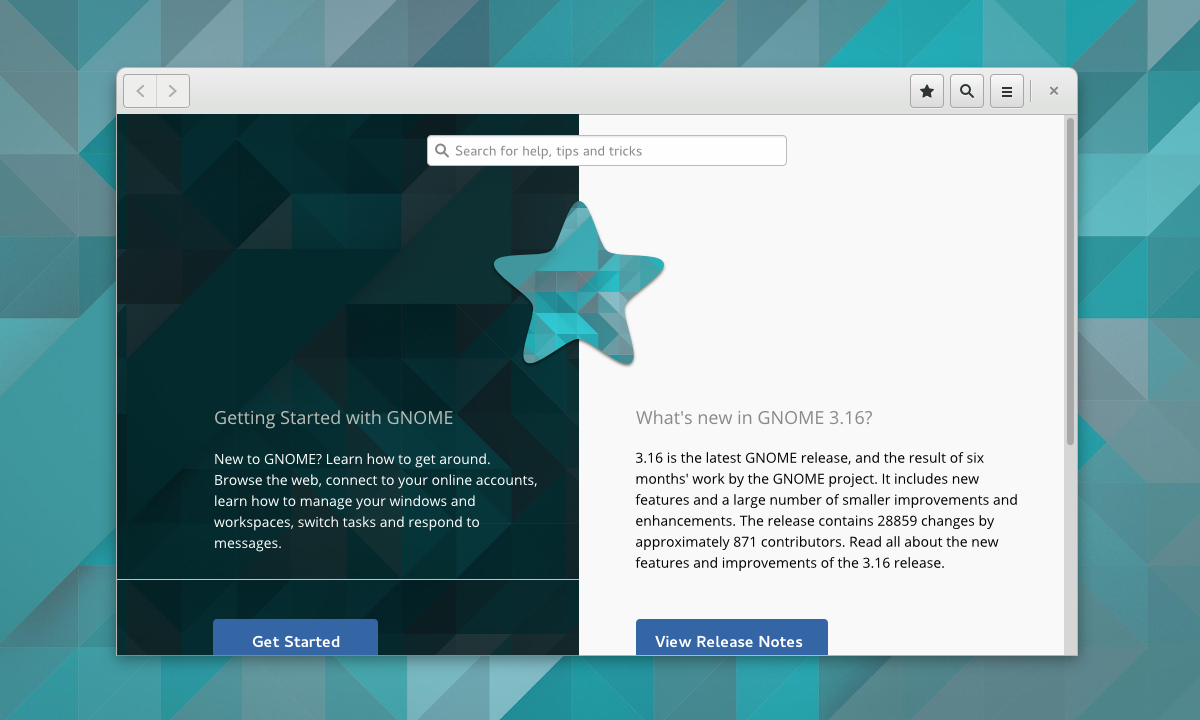 Search for help, tips and tricks
Getting Started with GNOME
New to GNOME? Learn how to get around.
Browse the web, connect to your online accounts,
learn how to manage your windows and
workspaces, switch tasks and respond to
messages.
Get Started
What's new in GNOME 3.16?
3.16 is the latest GNOME release, and the result of six
months' work by the GNOME project. It includes new
features and a large number of smaller improvements and
enhancements. The release contains 28859 changes by
approximately 871 contributors. Read all about the new
features and improvements of the 3.16 release.
View Release Notes